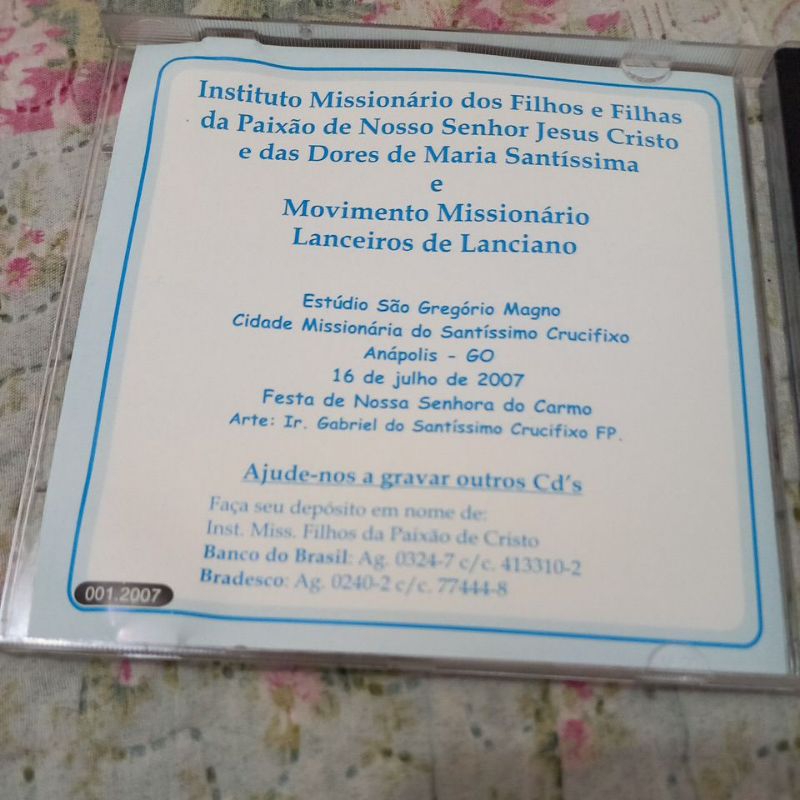 Instituto Missionário dos Filhos e Filhas
da Paixão de Nosso Senhor Jesus Cristo
e das Dores de Maria Santíssima
e
Movimento Missionário
Lanceiros de Lanciano
Estúdio São Gregório Magno
Cidade Missionária do Santíssimo Crucifixo
Anápolis - GO
16 de julho de 2007
Festa de Nossa Senhora do Carmo
Arte: Ir. Gabriel do Santíssimo Crucifixo FP.
Ajude-nos a gravar outros Cd's
Faça seu depósito em nome de:
Inst. Miss. Filhos da Paixão de Cristo
Banco do Brasil: Ag. 0324-7 c/c. 413310-2
Bradesco: Ag. 0240-2 c/c. 77444-8
001.2007